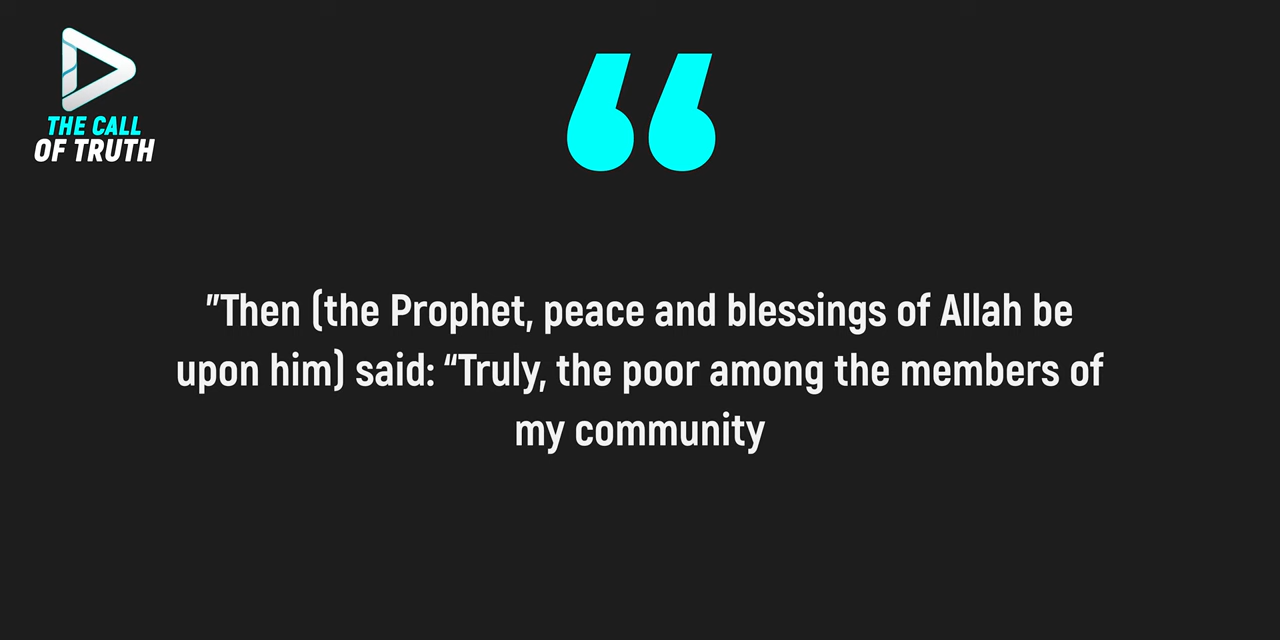 THE CALL
OF TRUTH
“
"Then (the Prophet, peace and blessings of Allah be
upon him) said: “Truly, the poor among the members of
my community